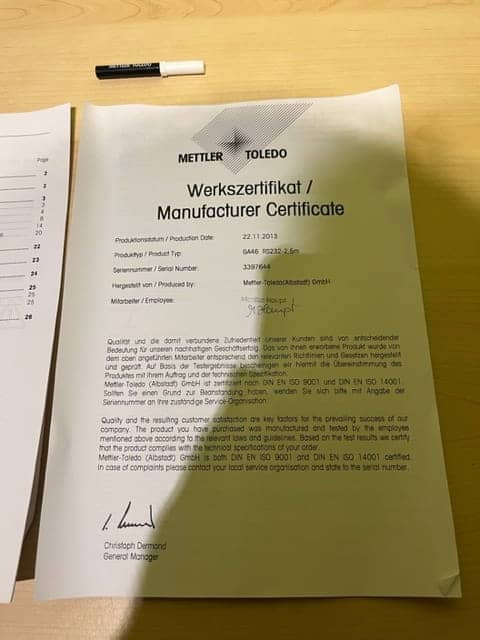 METTLER TOLEDO
Page
2
2
3
3
4
8
14
20
22
23
24
25
25
26
METTLER TOLEDO
Werkszertifikat /
Manufacturer Certificate
Produktionsdatum / Production Date: 22.11.2013
Produkttyp / Product Typ: GA46 RS232-2,5m
Seriennummer / Serial Number: 3397644
Hergestellt von / Produced by: Mettler-Toledo(Albstadt) GmbH
Mitarbeiter / Employee:
Qualität und die damit verbundene Zufriedenheit unserer Kunden sind von entscheidender
Bedeutung für unseren nachhaltigen Geschäftserfolg. Das von Ihnen erworbene Produkt wurde von
dem oben angeführten Mitarbeiter entsprechend den relevanten Richtlinien und Gesetzen hergestellt
und geprüft. Auf Basis der Testergebnisse bescheinigen wir hiermit die Übereinstimmung des
Produktes mit Ihrem Auftrag und der technischen Spezifikation.
Mettler-Toledo (Albstadt) GmbH ist zertifiziert nach DIN EN ISO 9001 und DIN EN ISO 14001.
Sollten Sie einen Grund zur Beanstandung haben, wenden Sie sich bitte mit Angabe der
Seriennummer an Ihre zuständige Service-Organisation.
Quality and the resulting customer satisfaction are key factors for the prevailing success of our
company. The product you have purchased was manufactured and tested by the employee
mentioned above according to the relevant laws and guidelines. Based on the test results we certify
that the product complies with the technical specifications of your order.
Mettler-Toledo (Albstadt) GmbH is both DIN EN ISO 9001 and DIN EN ISO 14001 certified.
In case of complaints please contact your local service organisation and state to the serial number.
Christoph Dermond
General Manager